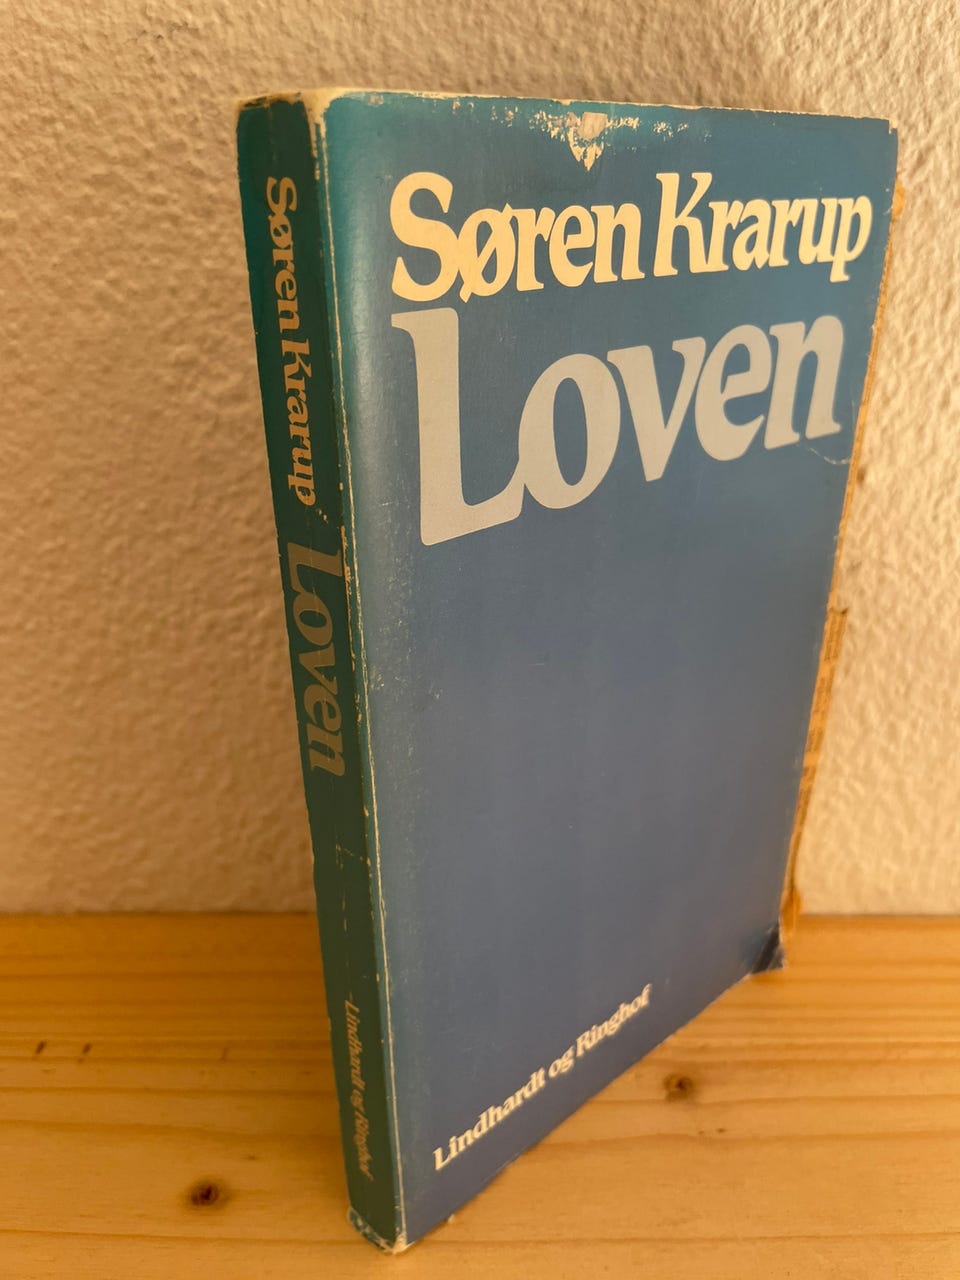 Søren Krarup
Loven
Lindhardt og Ringhof
Søren Krarup Loven Lindhardt og Ringhof